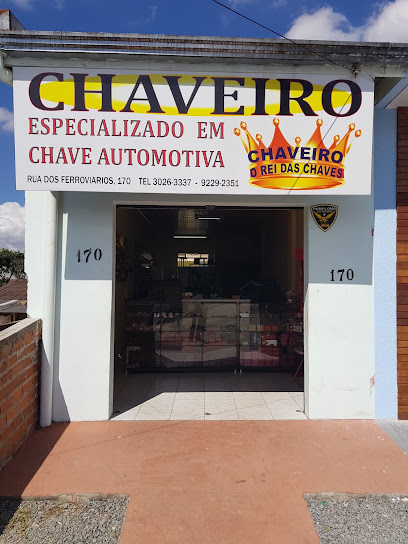 CHAVEIRO
ESPECIALIZADO EM
CHAVE AUTOMOTIVA
CHAVEIRO
O REI DAS CHAVES
RUA DOS FERROVIARIOS, 170 TEL 3026-3337 - 9229-2351
170
170